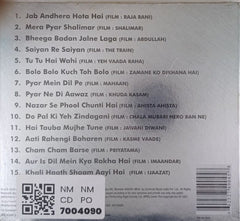 1. Jab Andhera Hota Hai (FILM : RAJA RANI)
2. Mera Pyar Shalimar (FILM : SHALIMAR)
3. Bheega Badan Jalne Laga (FILM : ABDULLAH)
4. Saiyan Re Saiyan (FILM : THE TRAIN)
5. Tu Tu Hai Wahi (FILM : YEH VAADA RAHA)
6. Bolo Bolo Kuch Toh Bolo (FILM : ZAMANE KO DIKHANA HAI)
7. Pyar Mein Dil Pe (FILM : MAHAAN)
8. Pyar Ne Di Aawaz (FILM : KHUDA KASAM)
9. Nazar Se Phool Chunti Hai (FILM : AHISTA AHISTA)
10. Do Pal Ki Yeh Zindagani (FILM : CHALA MURARI HERO BAN NE)
11. Hai Tauba Mujhe Tune (FILM : JAVANI DIWANI)
12. Aati Rahengi Baharen (FILM : KASME VAADE)
13. Cham Cham Barse (FILM : PRIYATAMA)
14. Aur Is Dil Mein Kya Rakha Hai (FILM : IMAANDAR)
15. Khali Haath Shaam Aayi Hai (FILM : IJAAZAT)
NM NM
CD PO
7004090